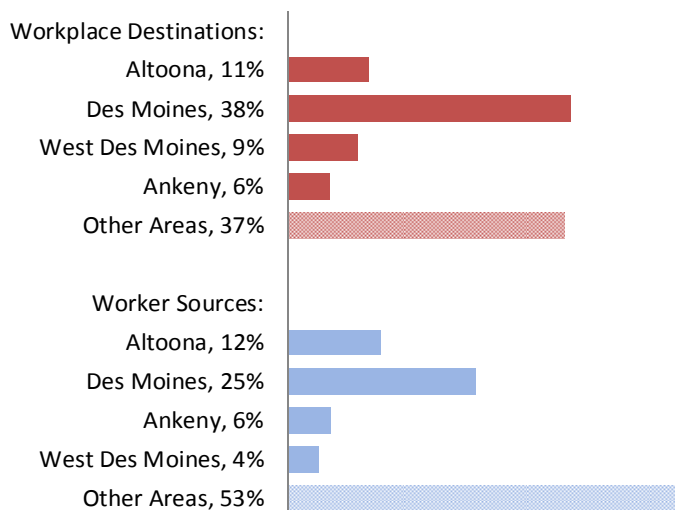 Workplace Destinations:
Altoona, 11%
Des Moines, 38%
West Des Moines, 9%
Ankeny, 6%
Other Areas, 37%
Worker Sources:
Altoona, 12%
Des Moines, 25%
Ankeny, 6%
West Des Moines, 4%
Other Areas, 53%